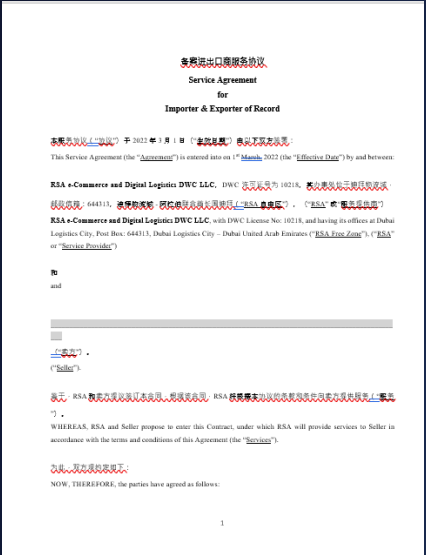 备案进出口商服务协议
Service Agreement
for
Importer & Exporter of Record
本服务协议（“协议”）于 2022 年 3 月 1 日（“生效日期”）由以下双方签署：
This Service Agreement (the “Agreement”) is entered into on 1st March, 2022 (the “Effective Date”) by and between:
RSA e-Commerce and Digital Logistics DWC LLC, DWC 许可证号为 10218, 其办事处位于迪拜物流城，
邮政信箱：644313, 迪拜物流城 - 阿拉伯联合酋长国迪拜（“RSA 自由区”），（“RSA” 或“服务提供商”）
RSA e-Commerce and Digital Logistics DWC LLC, with DWC License No: 10218, and having its offices at Dubai
Logistics City, Post Box: 644313, Dubai Logistics City – Dubai United Arab Emirates (“RSA Free Zone”). (“RSA”
or “Service Provider”)
和
and
（“卖方”）。
(“Seller”).
鉴于，RSA 和卖方提议签订本合同，根据该合同，RSA 将根据本协议的条款和条件向卖方提供服务（“服务
”）。
WHEREAS, RSA and Seller propose to enter this Contract, under which RSA will provide services to Seller in
accordance with the terms and conditions of this Agreement (the “Services”).
为此，双方现约定如下：
NOW, THEREFORE, the parties have agreed as follows:
1